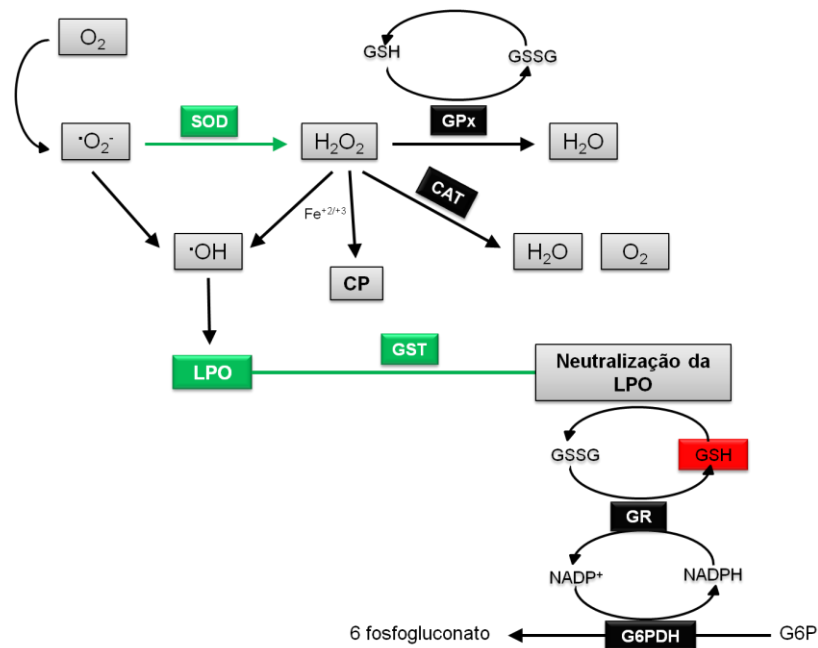 O₂
GSH
GSSG
SOD
GPx
·O₂⁻
H₂O₂
H₂O
CAT
Fe⁺²/⁺³
·OH
CP
H₂O
O₂
GST
LPO
Neutralização da
LPO
GSSG
GSH
GR
NADP⁺
NADPH
6 fosfogluconato
G6PDH
G6P